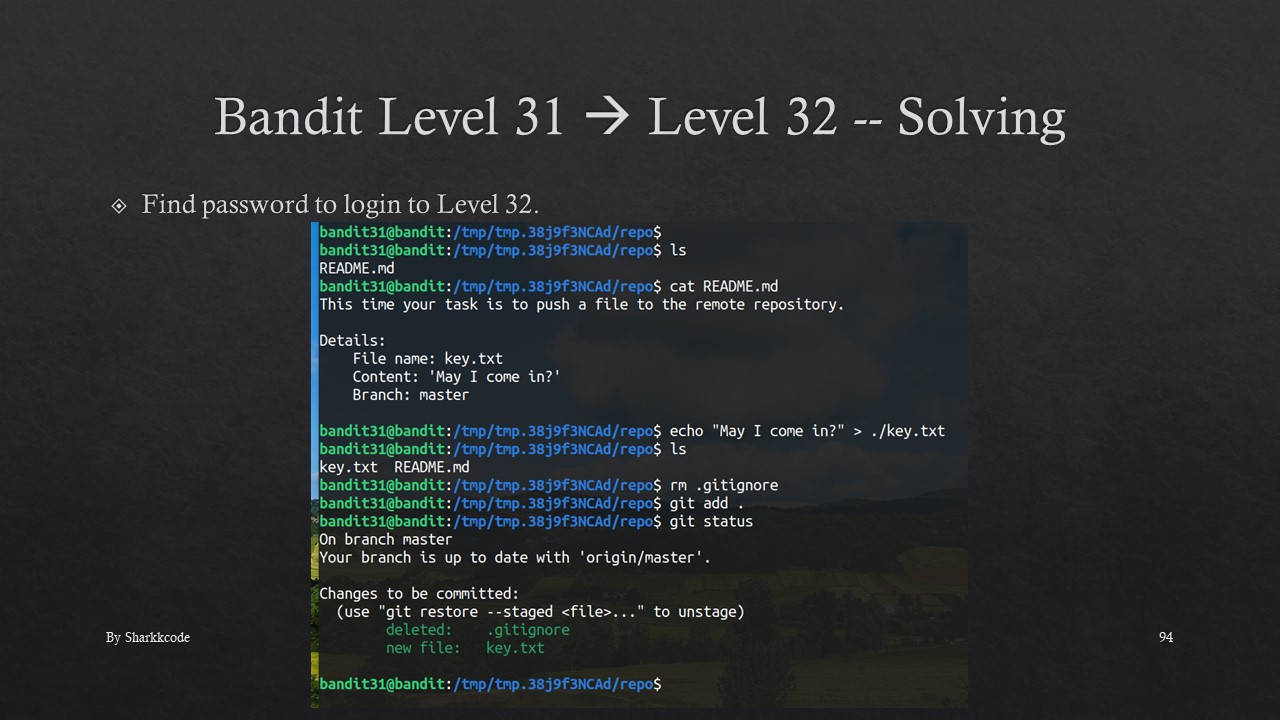 Bandit Level 31 → Level 32 -- Solving
Find password to login to Level 32.
bandit31@bandit:/tmp/tmp.38j9f3NCAd/repo$
bandit31@bandit:/tmp/tmp.38j9f3NCAd/repo$ ls
README.md
bandit31@bandit:/tmp/tmp.38j9f3NCAd/repo$ cat README.md
This time your task is to push a file to the remote repository.
Details:
File name: key.txt
Content: 'May I come in?'
Branch: master
bandit31@bandit:/tmp/tmp.38j9f3NCAd/repo$ echo "May I come in?" > ./key.txt
bandit31@bandit:/tmp/tmp.38j9f3NCAd/repo$ ls
key.txt  README.md
bandit31@bandit:/tmp/tmp.38j9f3NCAd/repo$ rm .gitignore
bandit31@bandit:/tmp/tmp.38j9f3NCAd/repo$ git add .
bandit31@bandit:/tmp/tmp.38j9f3NCAd/repo$ git status
On branch master
Your branch is up to date with 'origin/master'.
Changes to be committed:
(use "git restore --staged <file>..." to unstage)
deleted:    .gitignore
new file:   key.txt
bandit31@bandit:/tmp/tmp.38j9f3NCAd/repo$
By Sharkkcode
94